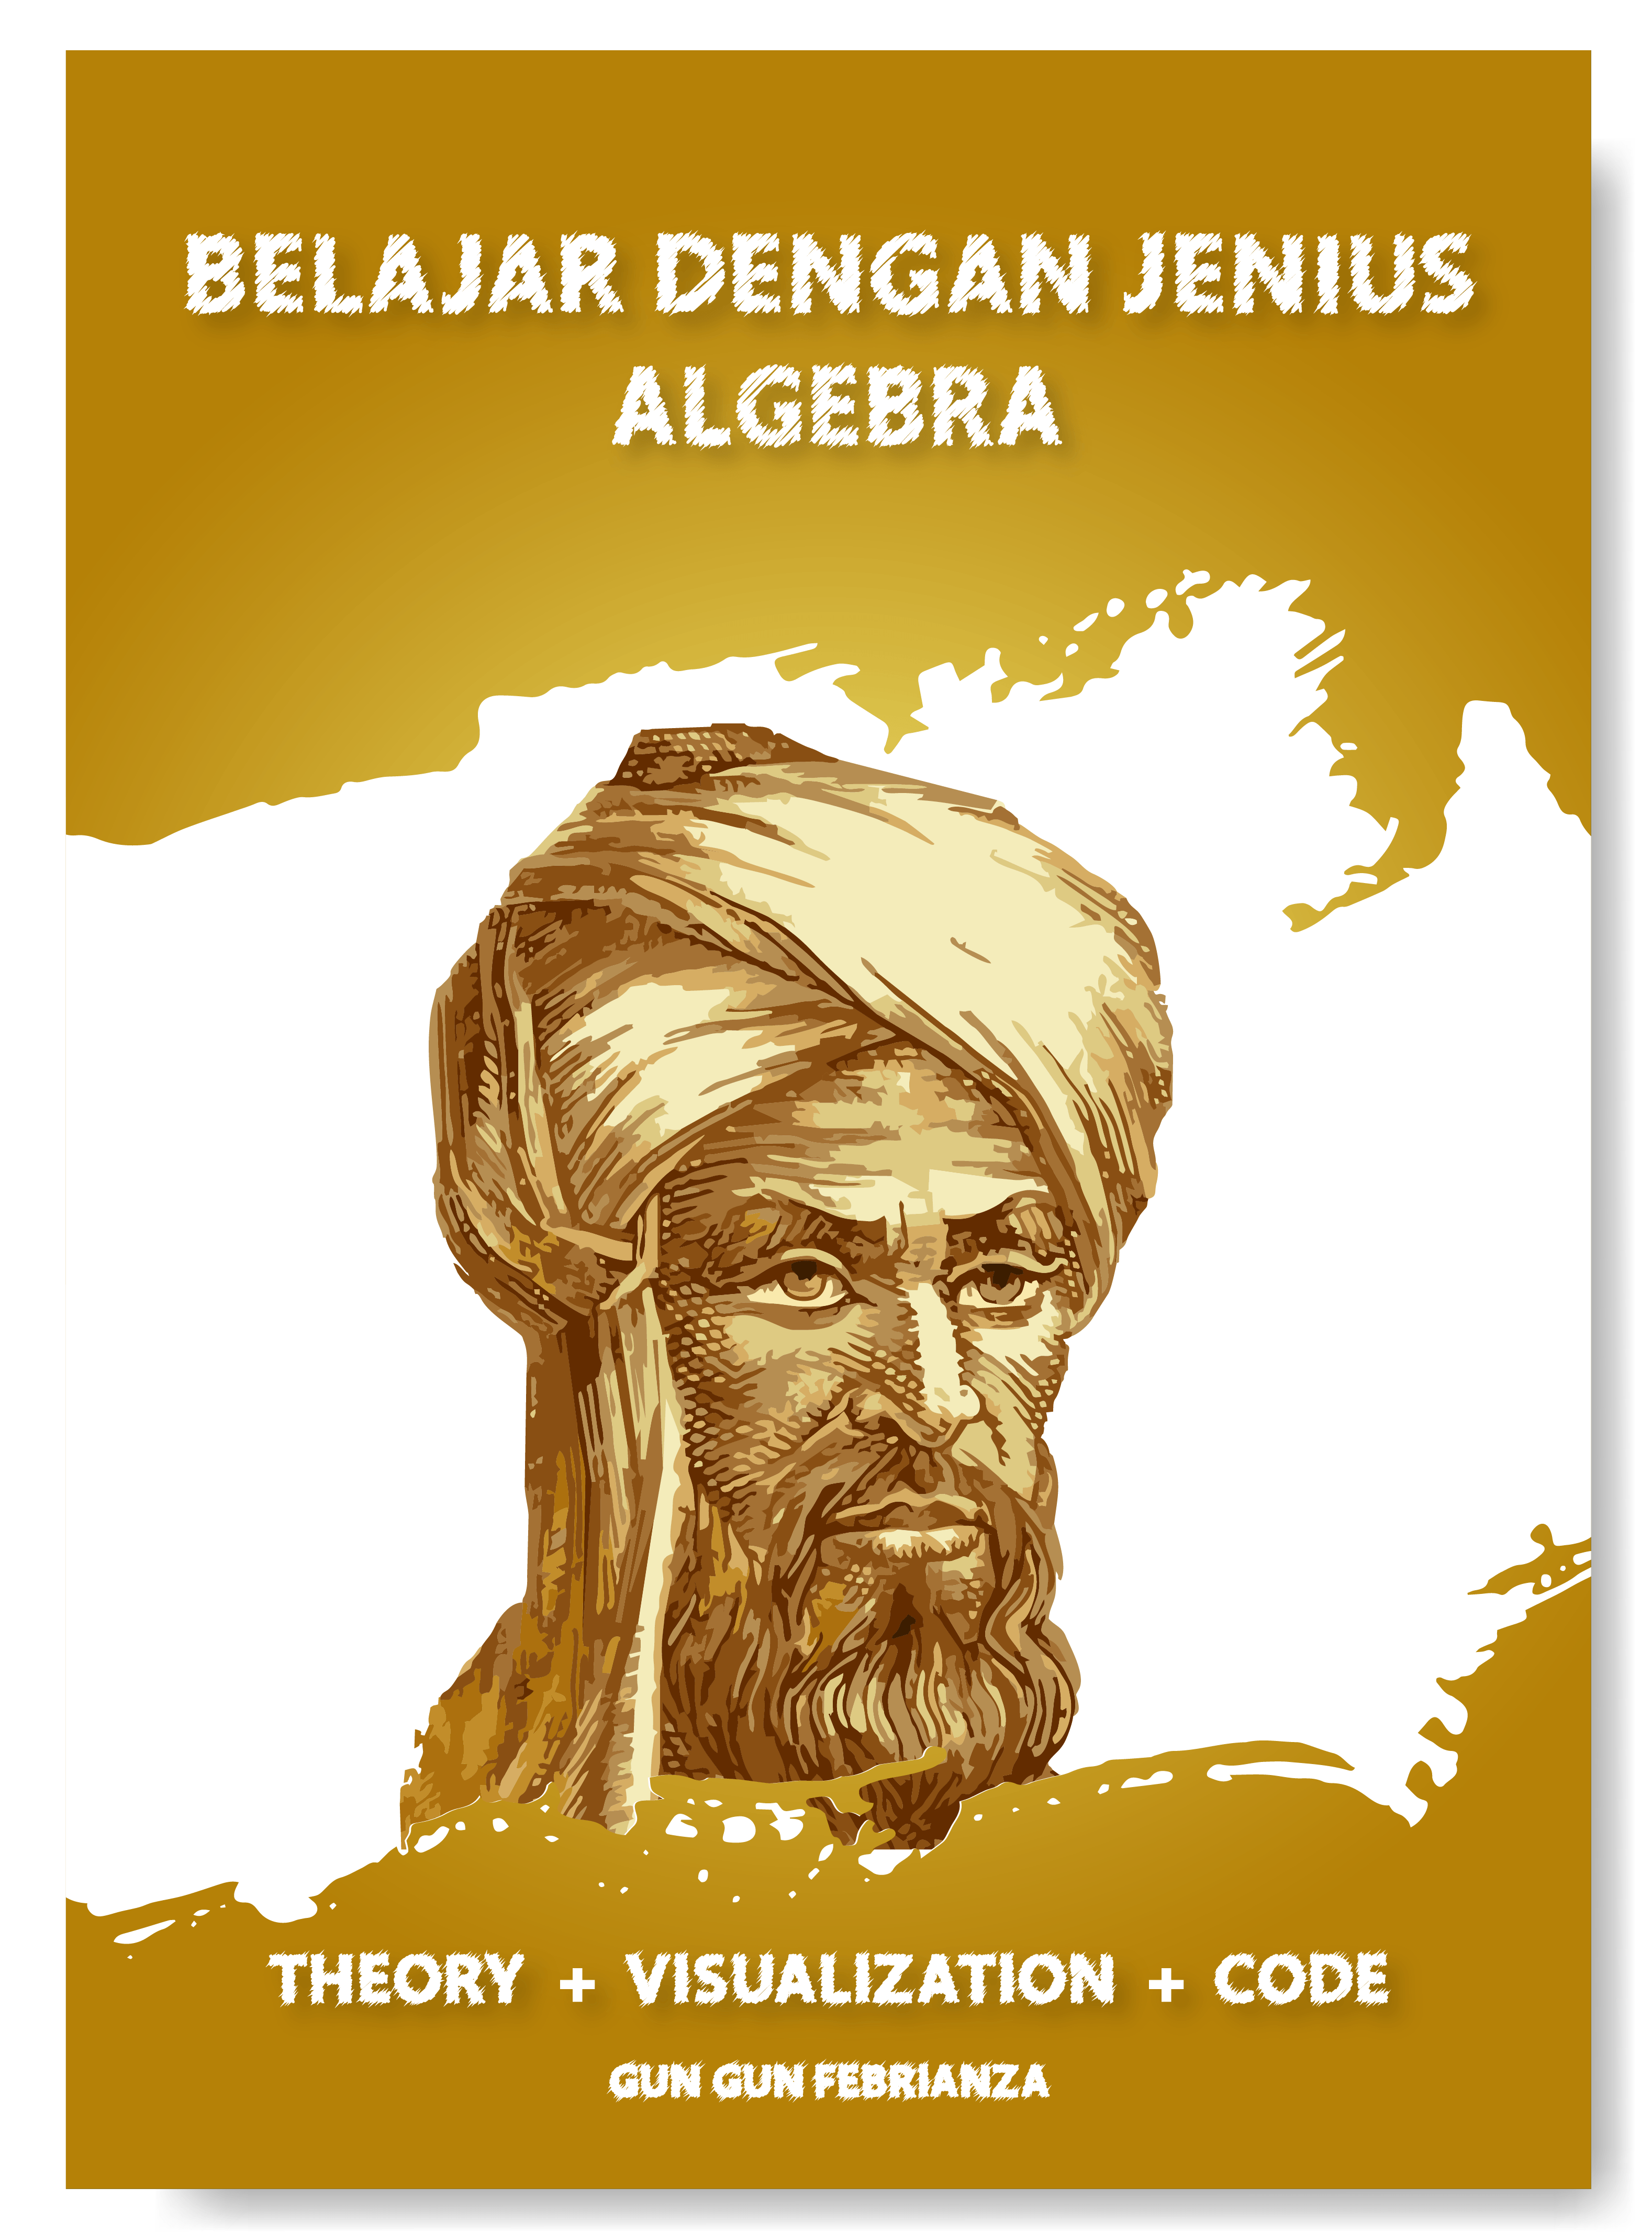 BELAJAR DENGAN JENIUS
ALGEBRA
THEORY + VISUALIZATION + CODE
GUN GUN FEBRIANZA